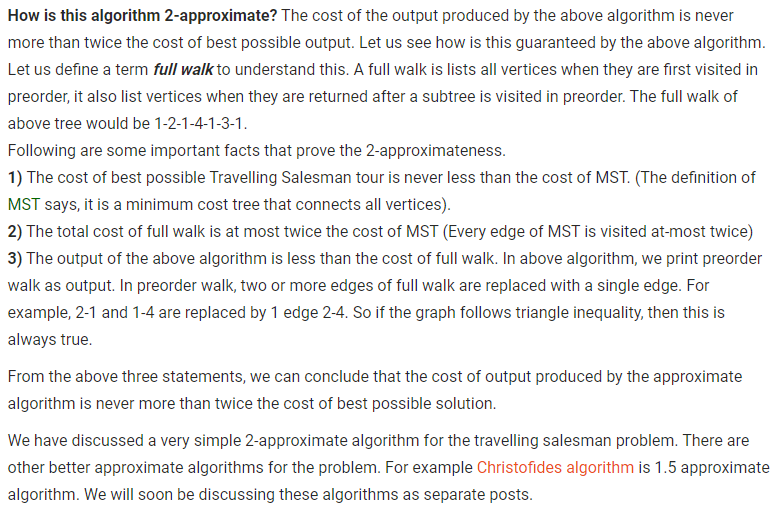 How is this algorithm 2-approximate? The cost of the output produced by the above algorithm is never
more than twice the cost of best possible output. Let us see how is this guaranteed by the above algorithm.
Let us define a term full walk to understand this. A full walk is lists all vertices when they are first visited in
preorder, it also list vertices when they are returned after a subtree is visited in preorder. The full walk of
above tree would be 1-2-1-4-1-3-1.
Following are some important facts that prove the 2-approximateness.
1) The cost of best possible Travelling Salesman tour is never less than the cost of MST. (The definition of
MST says, it is a minimum cost tree that connects all vertices).
2) The total cost of full walk is at most twice the cost of MST (Every edge of MST is visited at-most twice)
3) The output of the above algorithm is less than the cost of full walk. In above algorithm, we print preorder
walk as output. In preorder walk, two or more edges of full walk are replaced with a single edge. For
example, 2-1 and 1-4 are replaced by 1 edge 2-4. So if the graph follows triangle inequality, then this is
always true.
From the above three statements, we can conclude that the cost of output produced by the approximate
algorithm is never more than twice the cost of best possible solution.
We have discussed a very simple 2-approximate algorithm for the travelling salesman problem. There are
other better approximate algorithms for the problem. For example Christofides algorithm is 1.5 approximate
algorithm. We will soon be discussing these algorithms as separate posts.